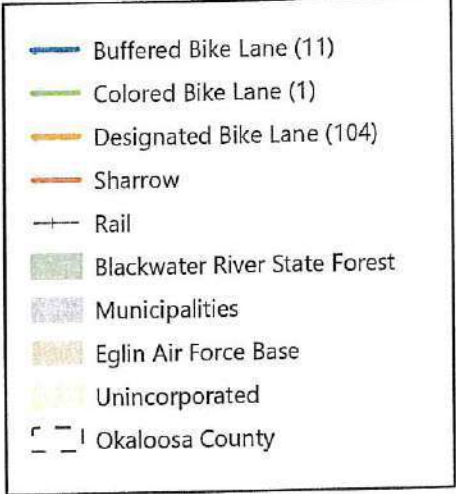 Buffered Bike Lane (11)
Colored Bike Lane (1)
Designated Bike Lane (104)
Sharrow
Rail
Blackwater River State Forest
Municipalities
Eglin Air Force Base
Unincorporated
Okaloosa County